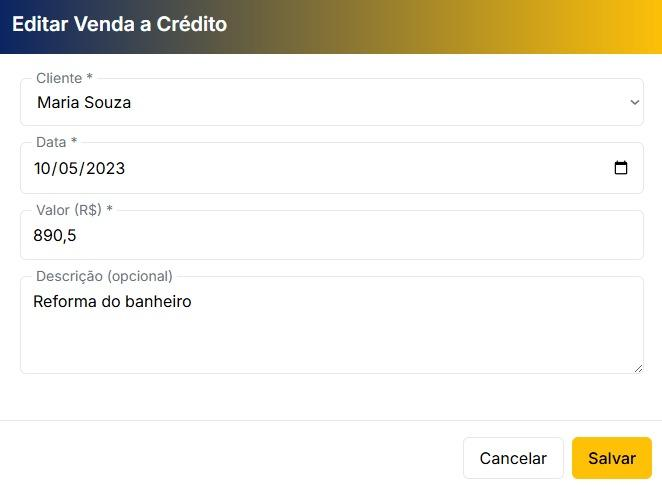 Editar Venda a Crédito
Cliente *
Maria Souza
Data *
10/05/2023
Valor (R$) *
890,5
Descrição (opcional)
Reforma do banheiro
Cancelar
Salvar